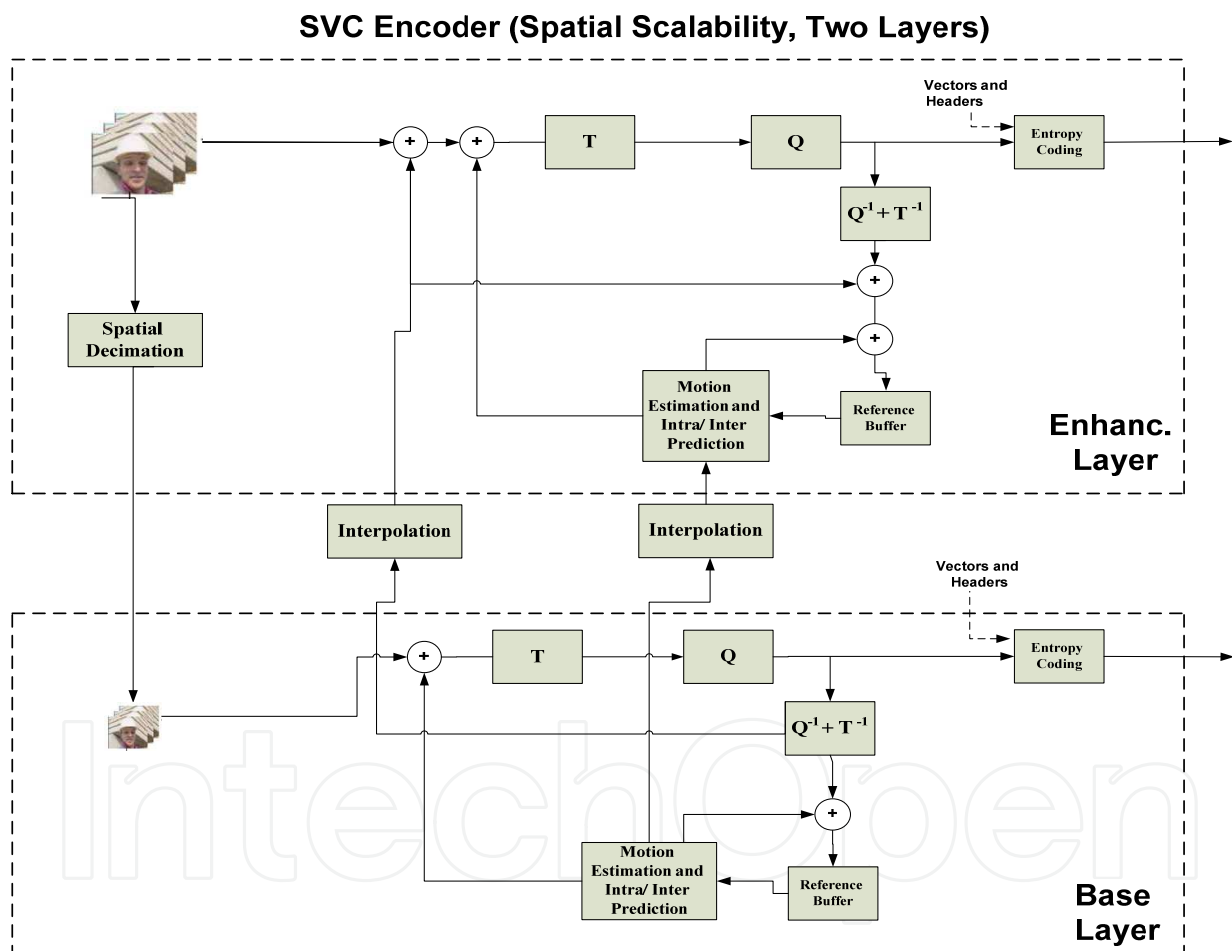 SVC Encoder (Spatial Scalability, Two Layers)
Vectors and
Headers
+
+
T
Q
Entropy
Coding
Q⁻¹ + T⁻¹
+
Spatial
Decimation
+
Motion
Estimation and
Intra/ Inter
Prediction
Reference
Buffer
Enhanc.
Layer
Interpolation
Interpolation
Vectors and
Headers
+
T
Q
Entropy
Coding
Q⁻¹ + T⁻¹
+
Motion
Estimation and
Intra/ Inter
Prediction
Reference
Buffer
Base
Layer
IntechOpen